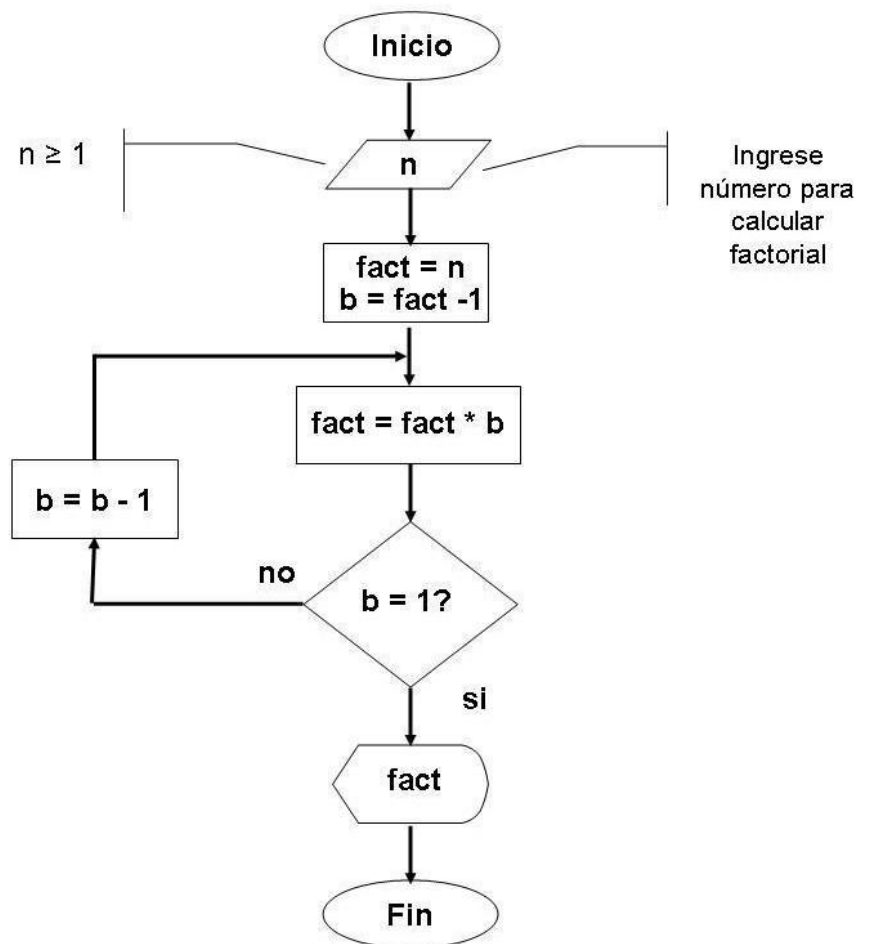 Inicio
n ≥ 1
n
Ingrese
número para
calcular
factorial
fact = n
b = fact -1
fact = fact * b
b = b - 1
no
b = 1?
si
fact
Fin